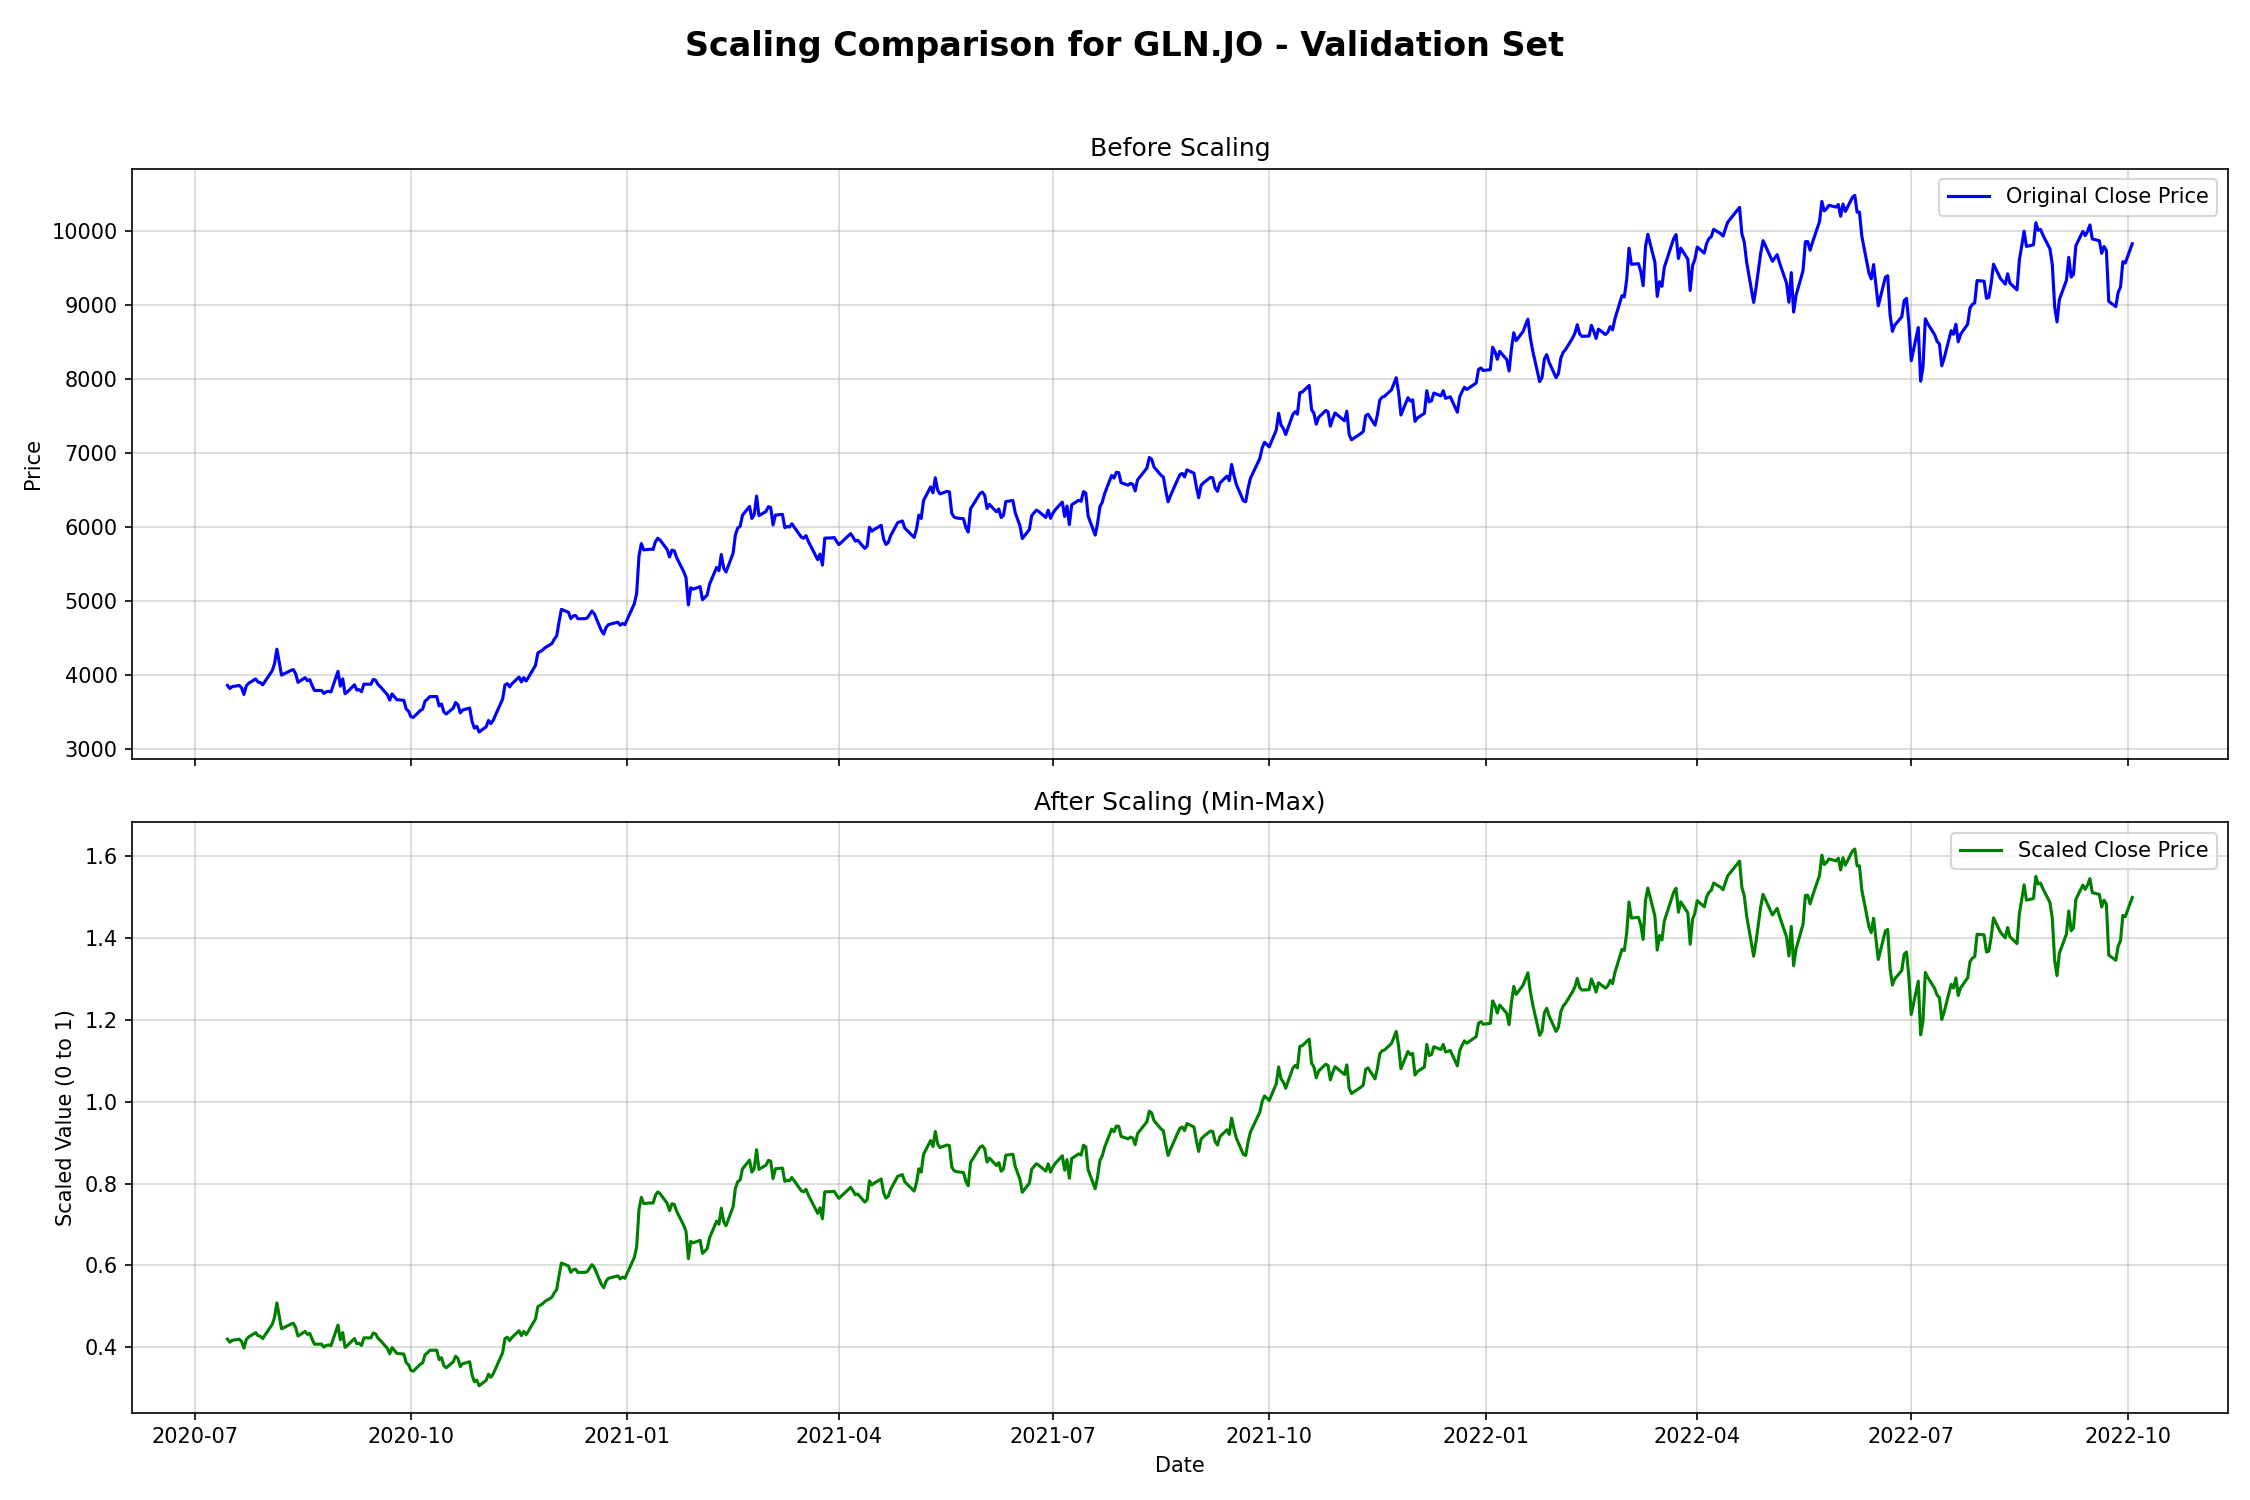 Scaling Comparison for GLN.JO - Validation Set
Before Scaling
Original Close Price
Price
10000
9000
8000
7000
6000
5000
4000
3000
After Scaling (Min-Max)
Scaled Close Price
Scaled Value (0 to 1)
1.6
1.4
1.2
1.0
0.8
0.6
0.4
2020-07 2020-10 2021-01 2021-04 2021-07 2021-10 2022-01 2022-04 2022-07 2022-10
Date